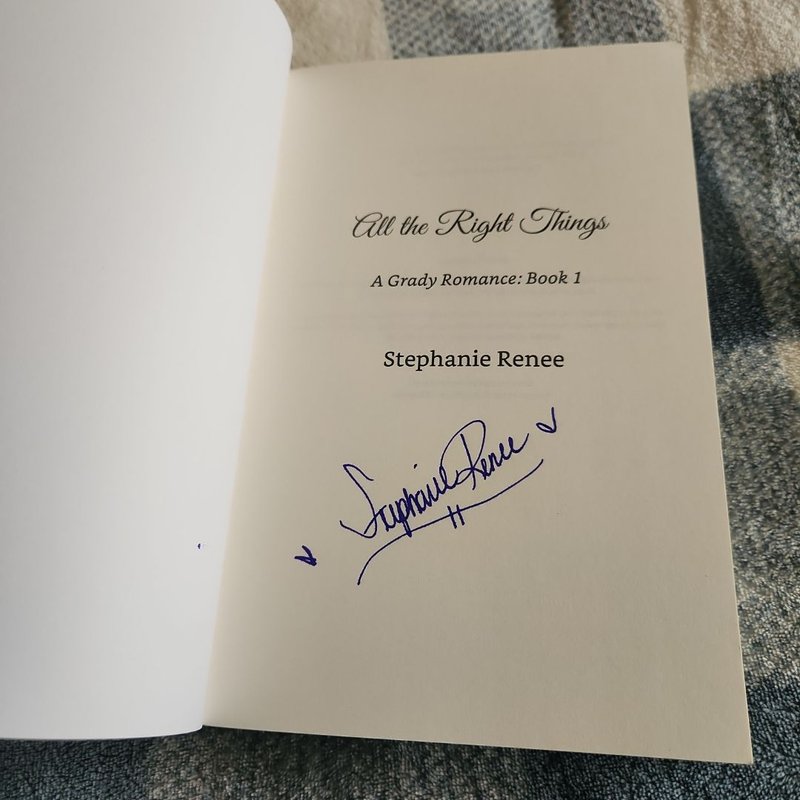 All the Right Things
A Grady Romance: Book 1
Stephanie Renee
Stephanie Renee